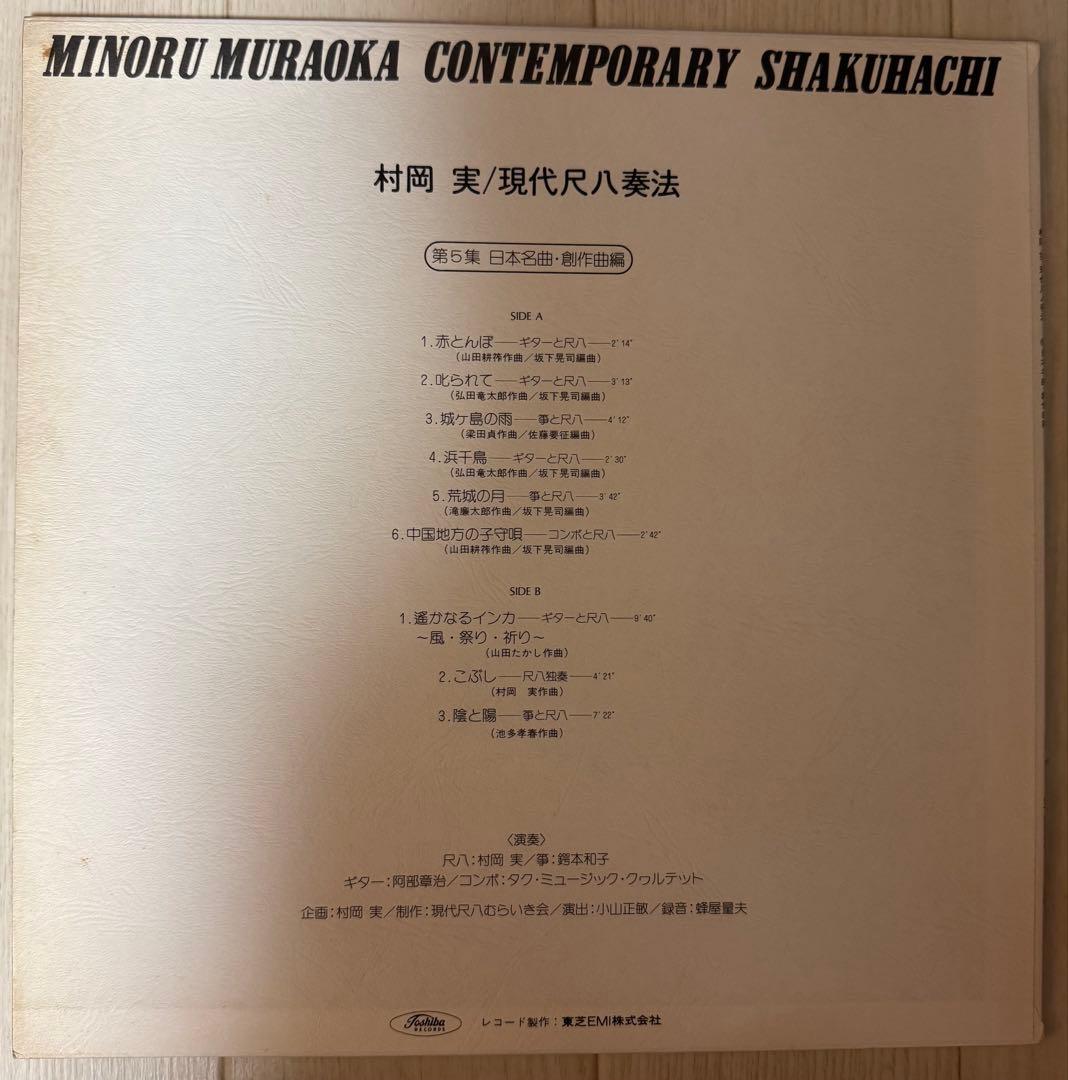 MINORU MURAOKA CONTEMPORARY SHAKUHACHI
村岡 実/現代尺八奏法
第5集 日本名曲・創作曲編
SIDE A
1.赤とんぼ——ギターと尺八——2'14"
(山田耕筰作曲/坂下晃司編曲)
2.叱られて——ギターと尺八——3'13"
(弘田竜太郎作曲/坂下晃司編曲)
3.城ヶ島の雨——箏と尺八——4'12"
(梁田貞作曲/佐藤要征編曲)
4.浜千鳥——ギターと尺八——2'30"
(弘田竜太郎作曲/坂下晃司編曲)
5.荒城の月——箏と尺八——3'42"
(滝廉太郎作曲/坂下晃司編曲)
6.中国地方の子守唄——コンボと尺八——2'42"
(山田耕筰作曲/坂下晃司編曲)
SIDE B
1.遙かなるインカ——ギターと尺八——9'40"
〜風・祭り・祈り〜
(山田たかし作曲)
2.こぶし——尺八独奏——4'21"
(村岡 実作曲)
3.陰と陽——箏と尺八——7'22"
(池多孝春作曲)
〈演奏〉
尺八:村岡 実/箏:鍔本和子
ギター:阿部章治/コンボ:タク・ミュージック・クヮルテット
企画:村岡 実/制作:現代尺八むらいき会/演出:小山正敏/録音:蜂屋量夫
Toshiba RECORDS レコード製作:東芝EMI株式会社